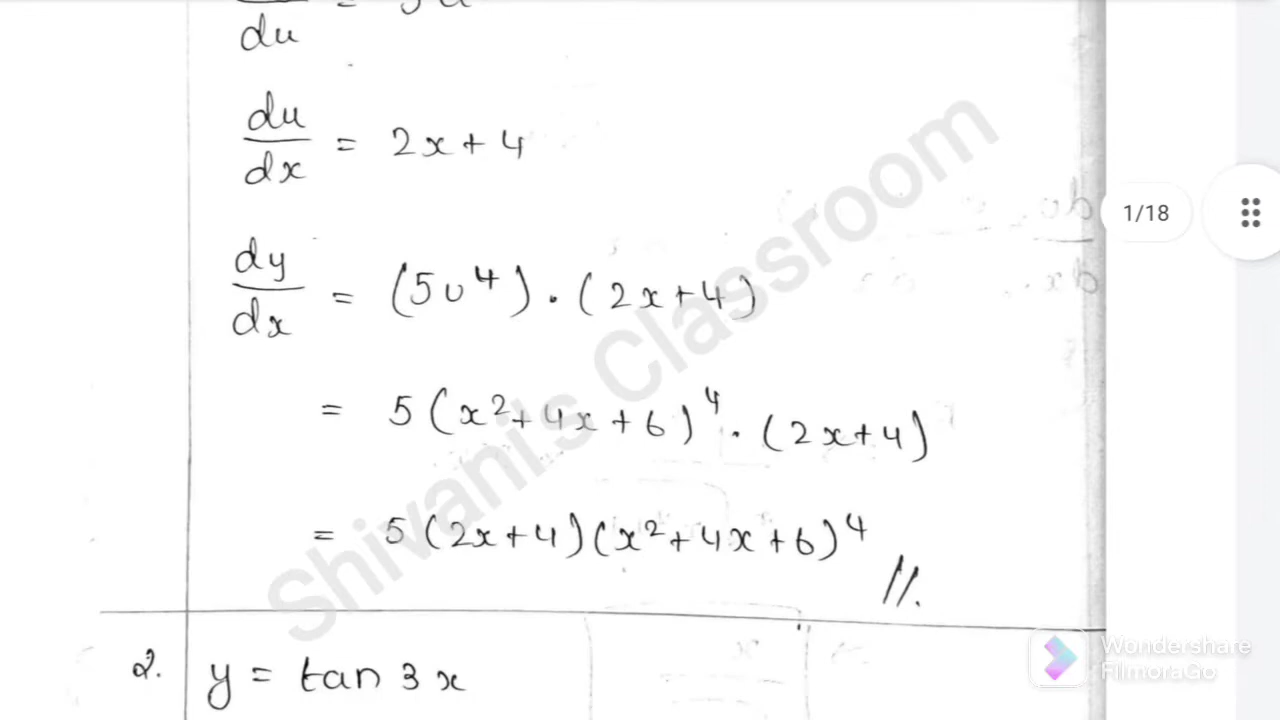 du
du/dx = 2x + 4
1/18
dy/dx = (5u⁴) . (2x+4)
= 5(x²+4x+6)⁴ . (2x+4)
= 5(2x+4)(x²+4x+6)⁴ //.
Shivani's Classroom
2. y = tan 3x
Wondershare
FilmoraGo